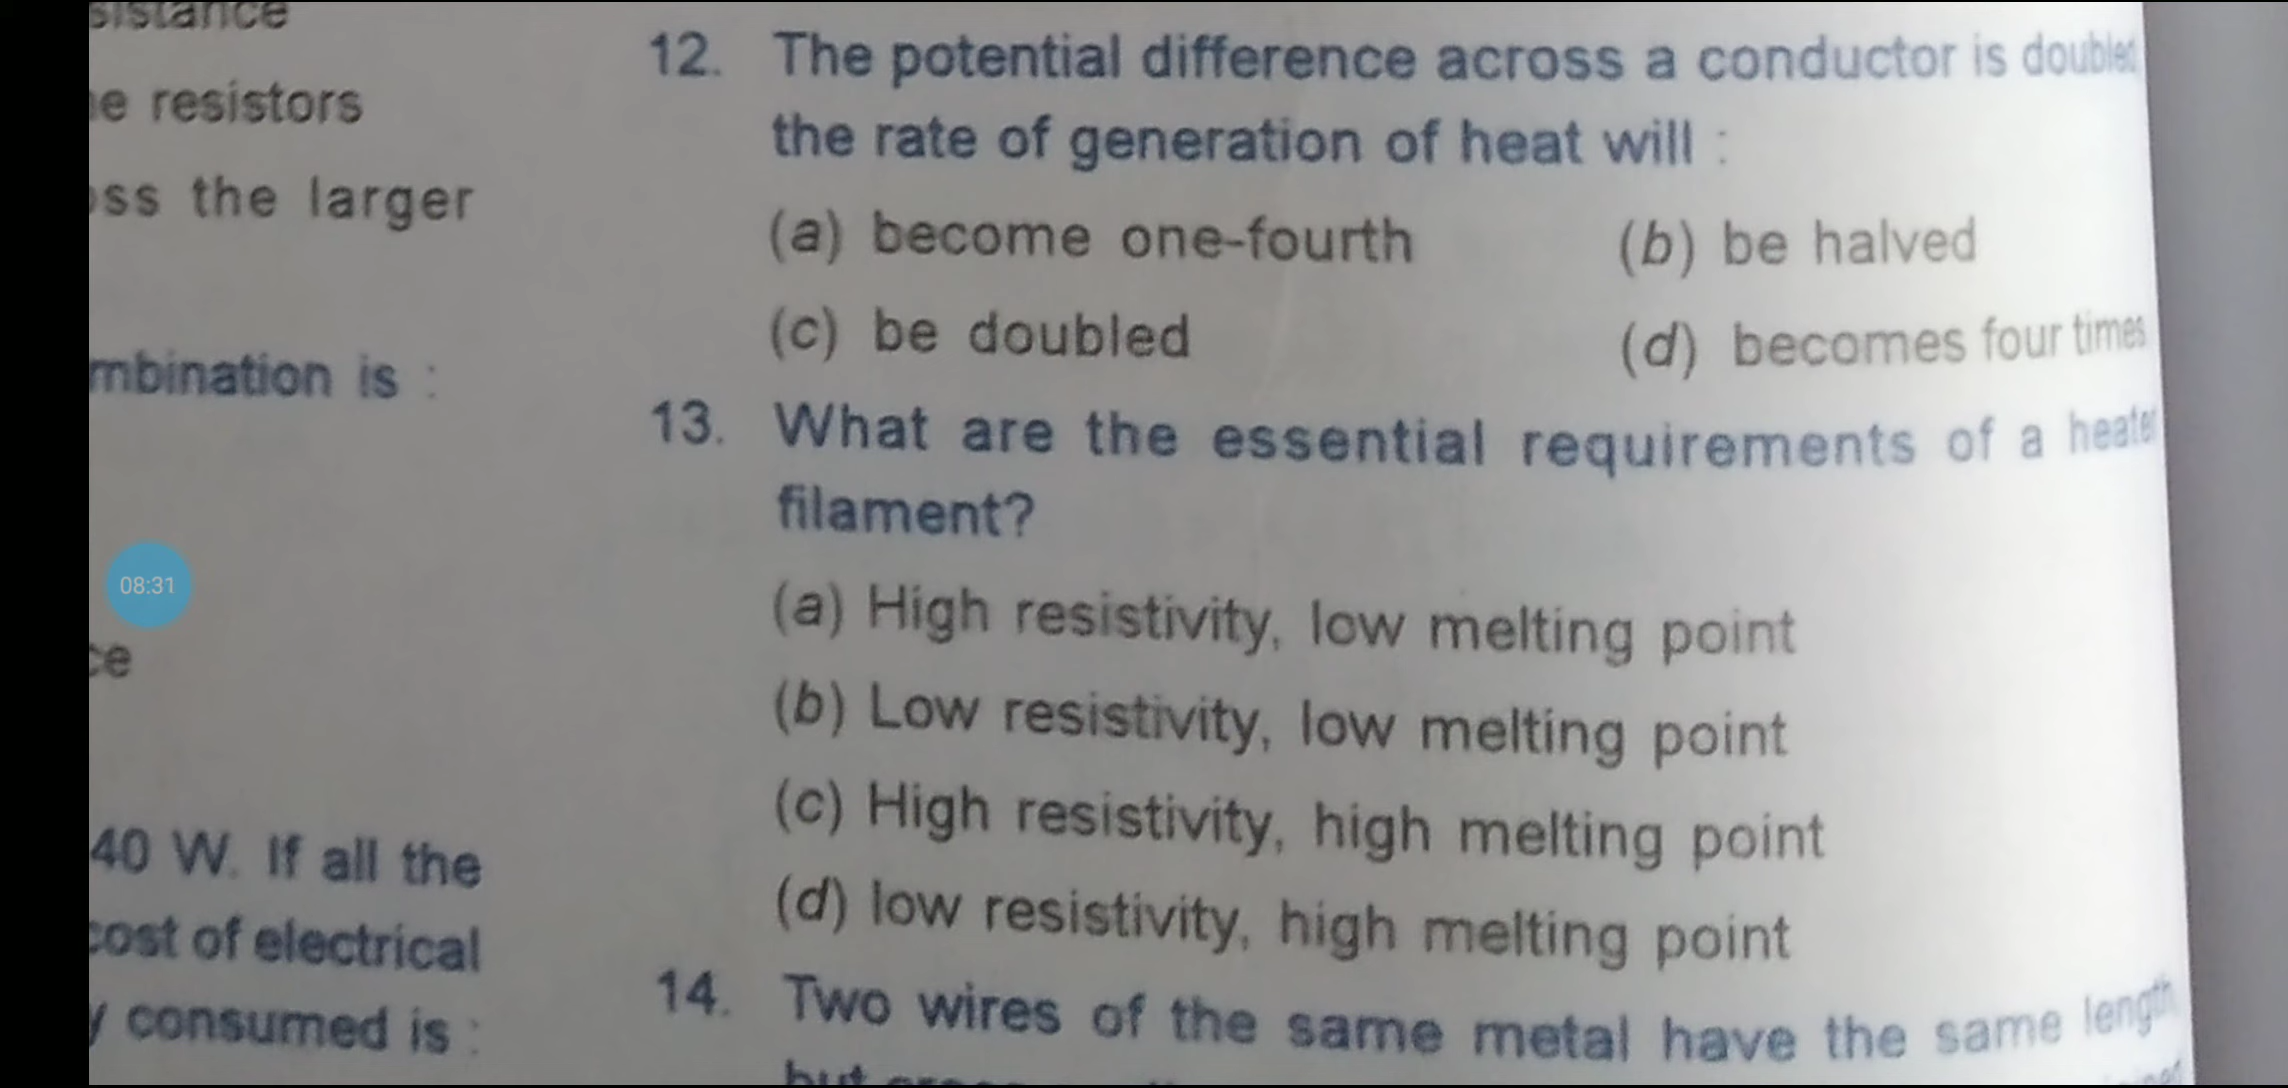 e resistors
ss the larger
mbination is :
08:31
ce
40 W. If all the
cost of electrical
y consumed is :
12. The potential difference across a conductor is doubled
the rate of generation of heat will :
(a) become one-fourth (b) be halved
(c) be doubled (d) becomes four times
13. What are the essential requirements of a heater
filament?
(a) High resistivity, low melting point
(b) Low resistivity, low melting point
(c) High resistivity, high melting point
(d) low resistivity, high melting point
14. Two wires of the same metal have the same length
but